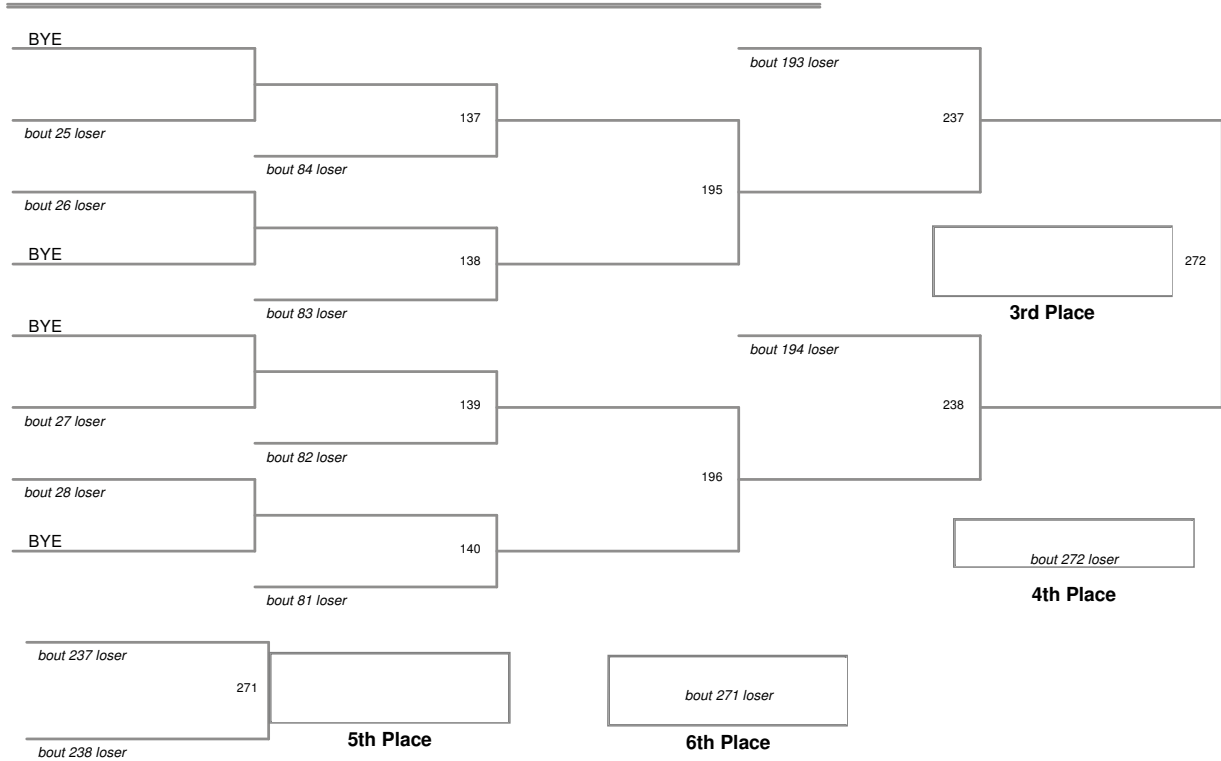 BYE
bout 193 loser
137
237
bout 25 loser
bout 84 loser
bout 26 loser
195
BYE
138
272
bout 83 loser
3rd Place
BYE
bout 194 loser
139
238
bout 27 loser
bout 82 loser
196
bout 28 loser
BYE
140
bout 272 loser
bout 81 loser
4th Place
bout 237 loser
271
bout 271 loser
5th Place
6th Place
bout 238 loser